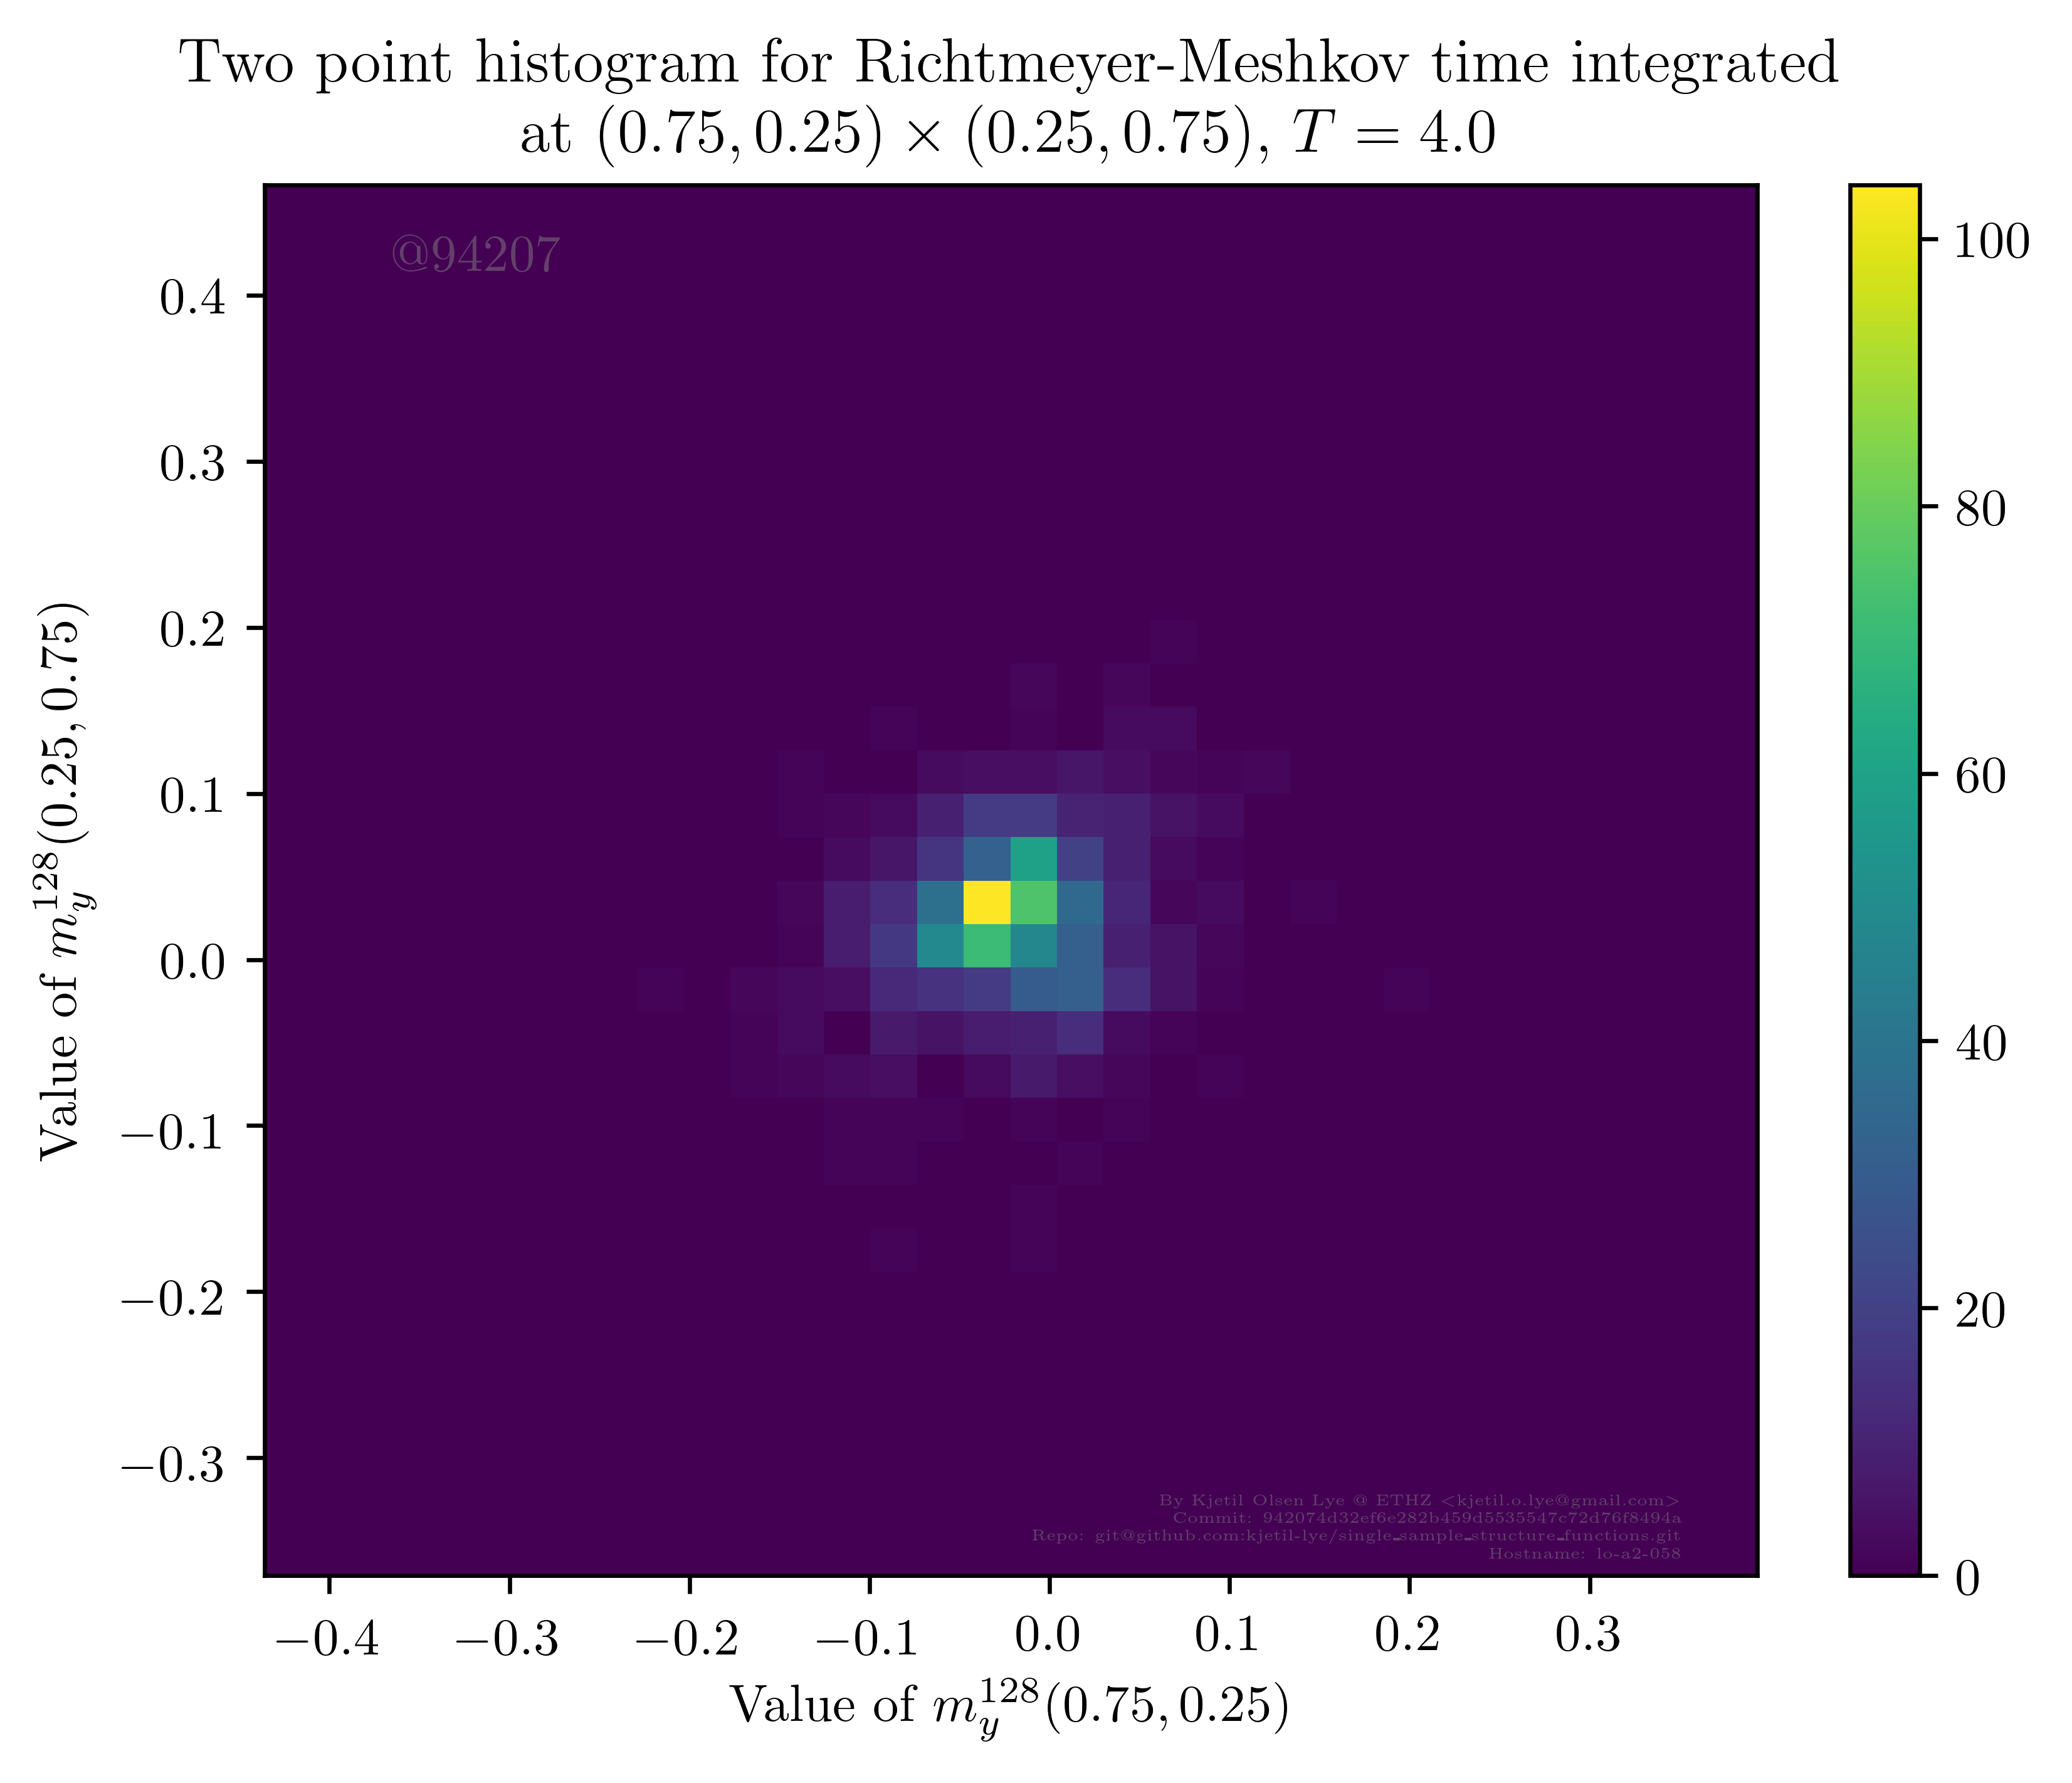 Two point histogram for Richtmeyer-Meshkov time integrated
at (0.75, 0.25) × (0.25, 0.75), T = 4.0
@94207
0.4
0.3
0.2
0.1
0.0
−0.1
−0.2
−0.3
Value of m_y^128(0.25, 0.75)
100
80
60
40
20
0
By Kjetil Olsen Lye @ ETHZ <kjetil.o.lye@gmail.com>
Commit: 942074d32ef6e282b459d5535547c72d76f8494a
Repo: git@github.com:kjetil-lye/single_sample_structure_functions.git
Hostname: lo-a2-058
−0.4 −0.3 −0.2 −0.1 0.0 0.1 0.2 0.3
Value of m_y^128(0.75, 0.25)